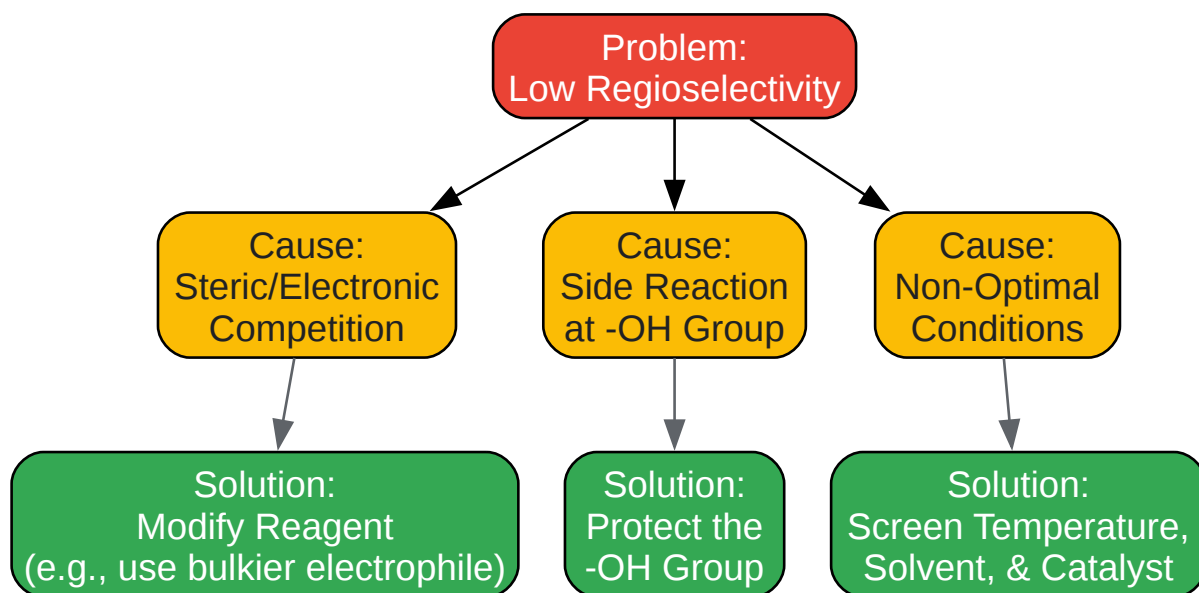 Problem:
Low Regioselectivity
Cause:
Steric/Electronic
Competition
Cause:
Side Reaction
at -OH Group
Cause:
Non-Optimal
Conditions
Solution:
Modify Reagent
(e.g., use bulkier electrophile)
Solution:
Protect the
-OH Group
Solution:
Screen Temperature,
Solvent, & Catalyst